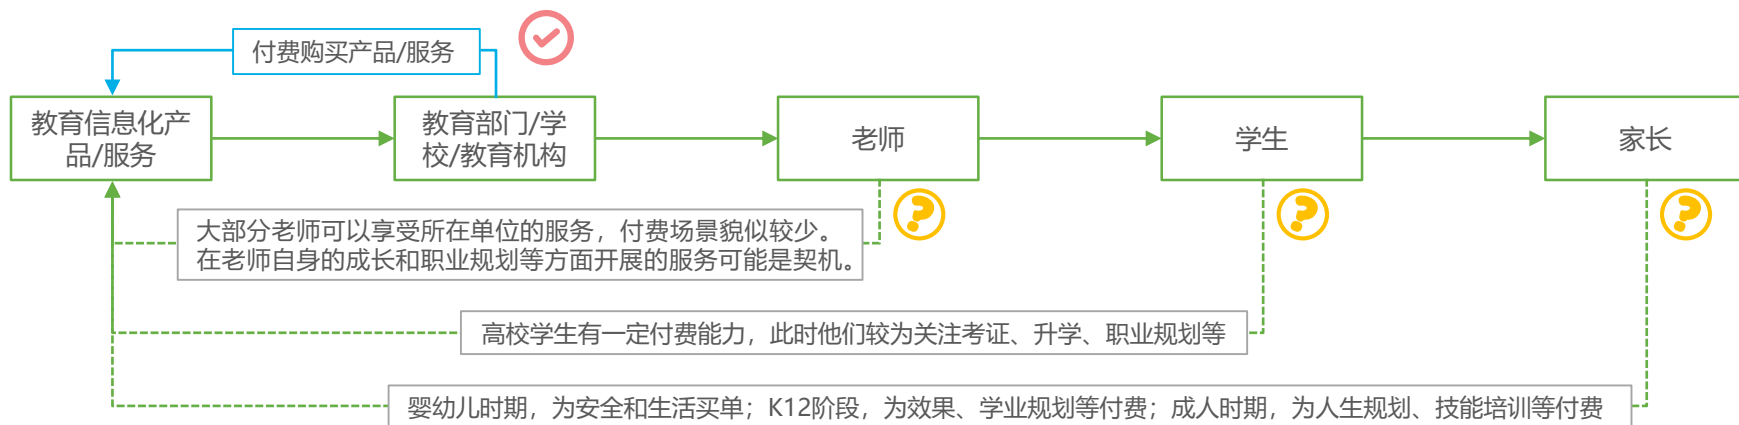 付费购买产品/服务
教育信息化产
品/服务
教育部门/学
校/教育机构
老师
学生
家长
大部分老师可以享受所在单位的服务，付费场景貌似较少。
在老师自身的成长和职业规划等方面开展的服务可能是契机。
高校学生有一定付费能力，此时他们较为关注考证、升学、职业规划等
婴幼儿时期，为安全和生活买单；K12阶段，为效果、学业规划等付费；成人时期，为人生规划、技能培训等付费